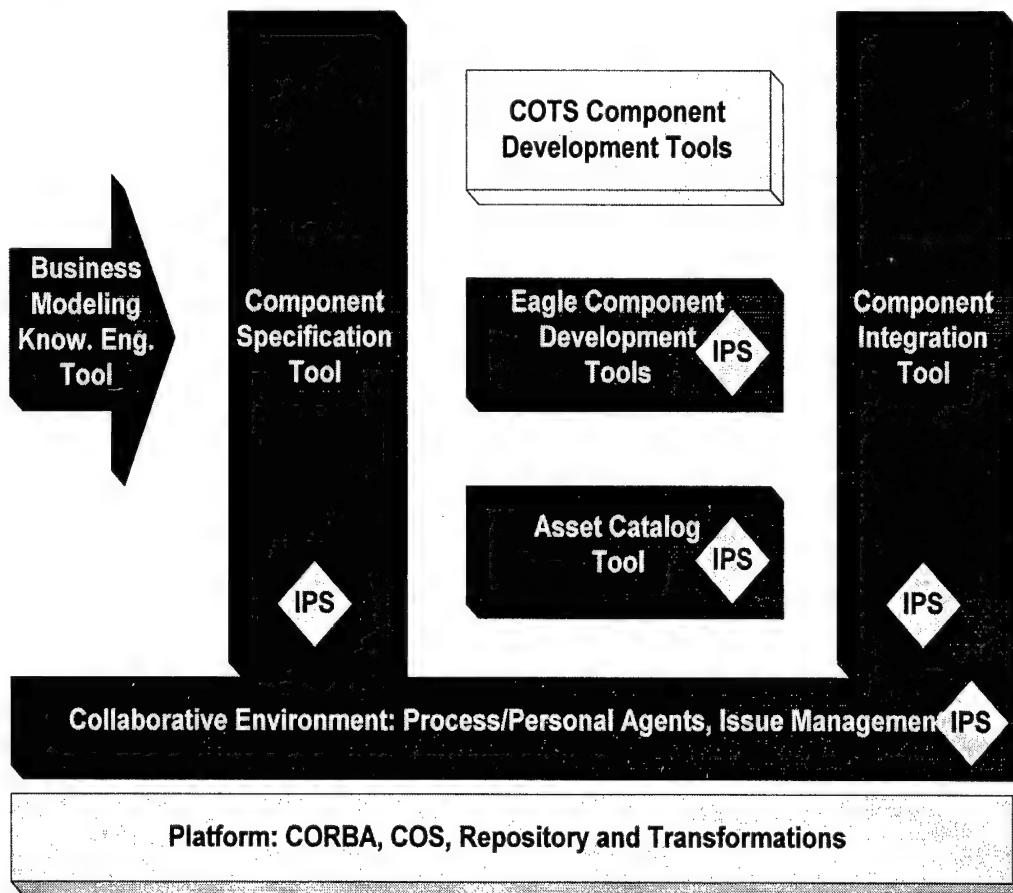 COTS Component
Development Tools
Business
Modeling
Know. Eng.
Tool
Component
Specification
Tool
Eagle Component
Development
Tools
IPS
Component
Integration
Tool
Asset Catalog
Tool
IPS
IPS
IPS
Collaborative Environment: Process/Personal Agents, Issue Management
IPS
Platform: CORBA, COS, Repository and Transformations